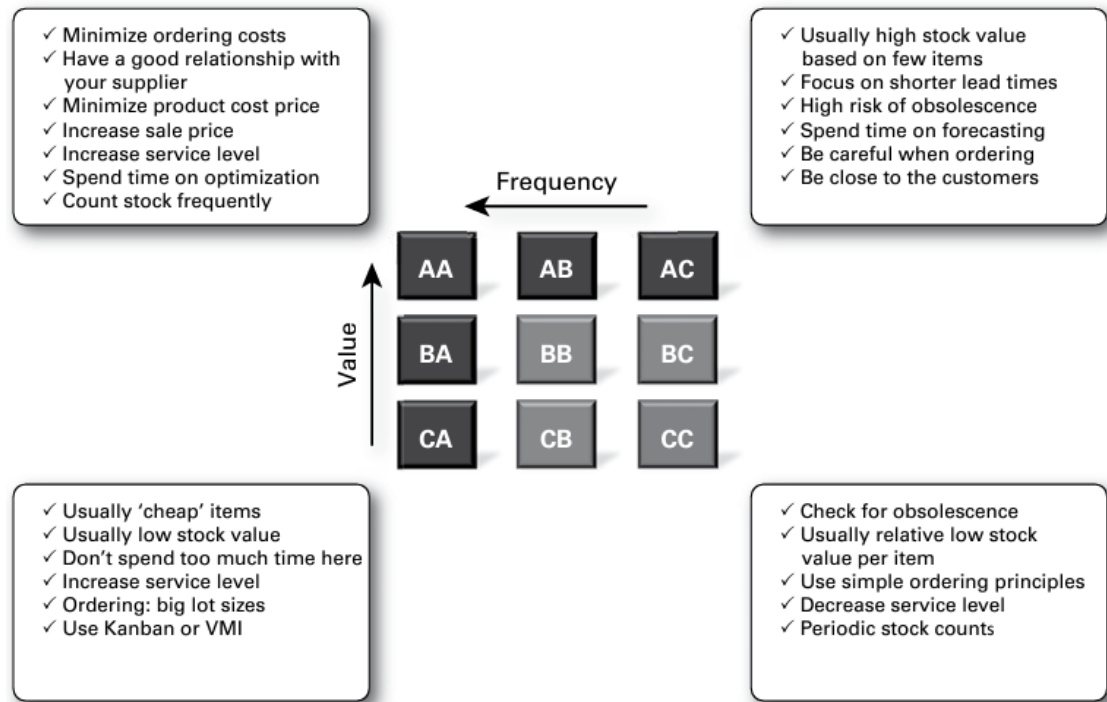 ✓ Minimize ordering costs
✓ Have a good relationship with
your supplier
✓ Minimize product cost price
✓ Increase sale price
✓ Increase service level
✓ Spend time on optimization
✓ Count stock frequently
✓ Usually high stock value
based on few items
✓ Focus on shorter lead times
✓ High risk of obsolescence
✓ Spend time on forecasting
✓ Be careful when ordering
✓ Be close to the customers
Frequency
Value
AA AB AC
BA BB BC
CA CB CC
✓ Usually ‘cheap’ items
✓ Usually low stock value
✓ Don’t spend too much time here
✓ Increase service level
✓ Ordering: big lot sizes
✓ Use Kanban or VMI
✓ Check for obsolescence
✓ Usually relative low stock
value per item
✓ Use simple ordering principles
✓ Decrease service level
✓ Periodic stock counts